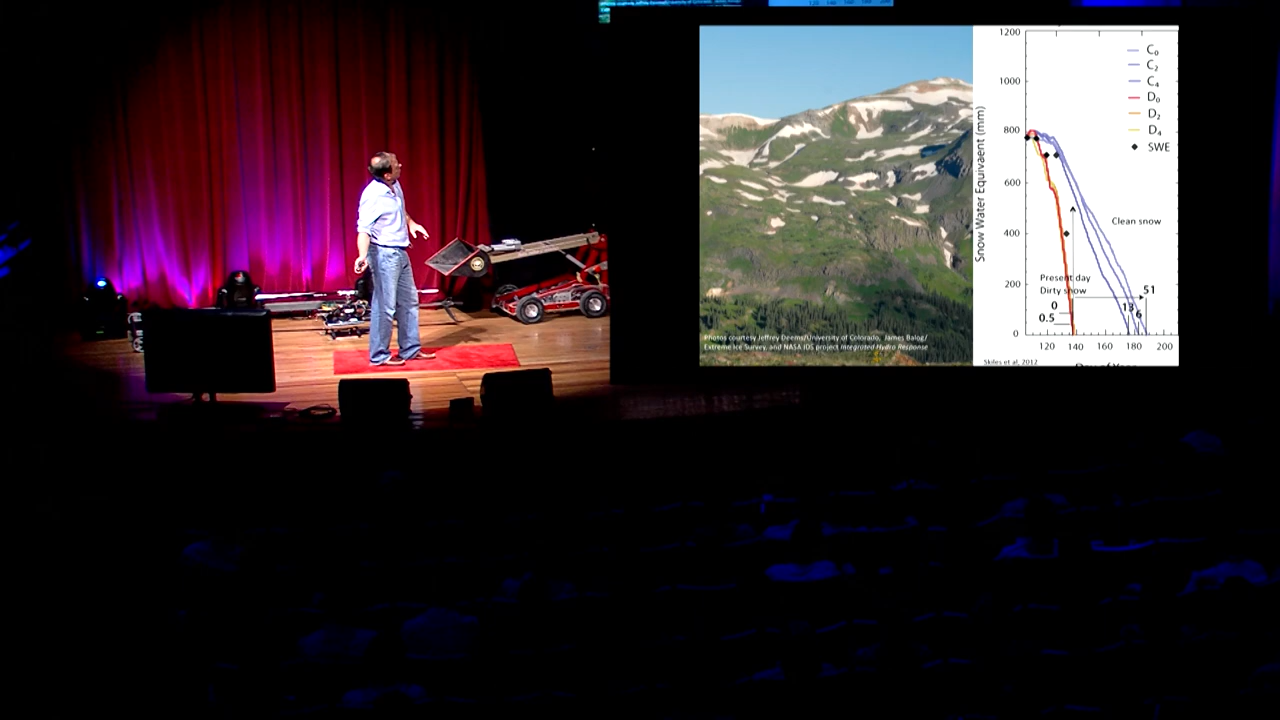 1200
1000
800
600
400
200
0
Snow Water Equivaent (mm)
C₀
C₂
C₄
D₀
D₂
D₄
SWE
Clean snow
Present day
Dirty snow
51
0
13
6
0.5
120 140 160 180 200
Photos courtesy Jeffrey Deems/University of Colorado, James Balog/
Extreme Ice Survey, and NASA IDS project Integrated Hydro Response
Skiles et al, 2012